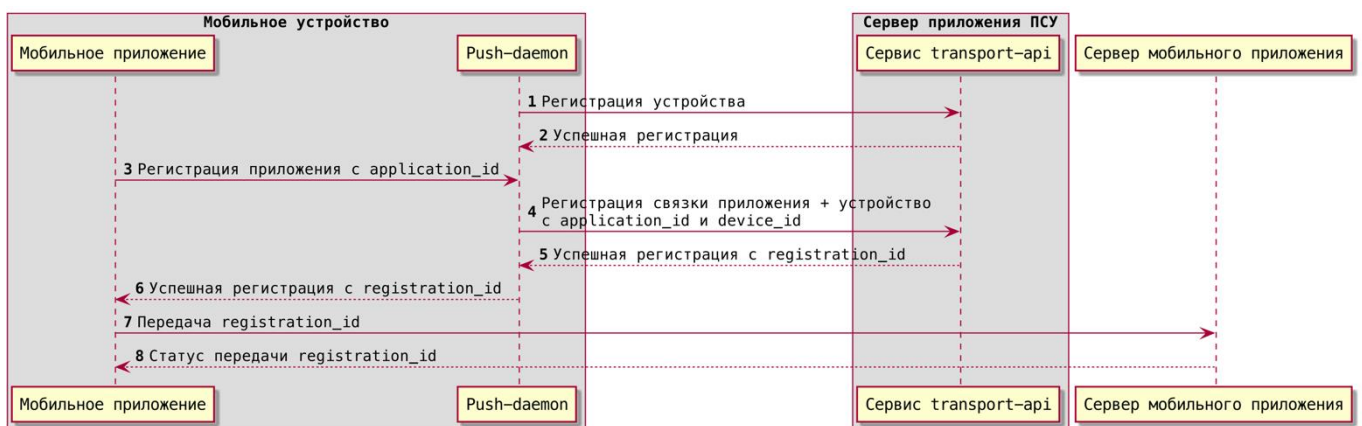 Мобильное устройство
Сервер приложения ПСУ
Мобильное приложение
Push-daemon
Сервис transport-api
Сервер мобильного приложения
1 Регистрация устройства
2 Успешная регистрация
3 Регистрация приложения с application_id
4 Регистрация связки приложения + устройство
с application_id и device_id
5 Успешная регистрация с registration_id
6 Успешная регистрация с registration_id
7 Передача registration_id
8 Статус передачи registration_id
Мобильное приложение
Push-daemon
Сервис transport-api
Сервер мобильного приложения